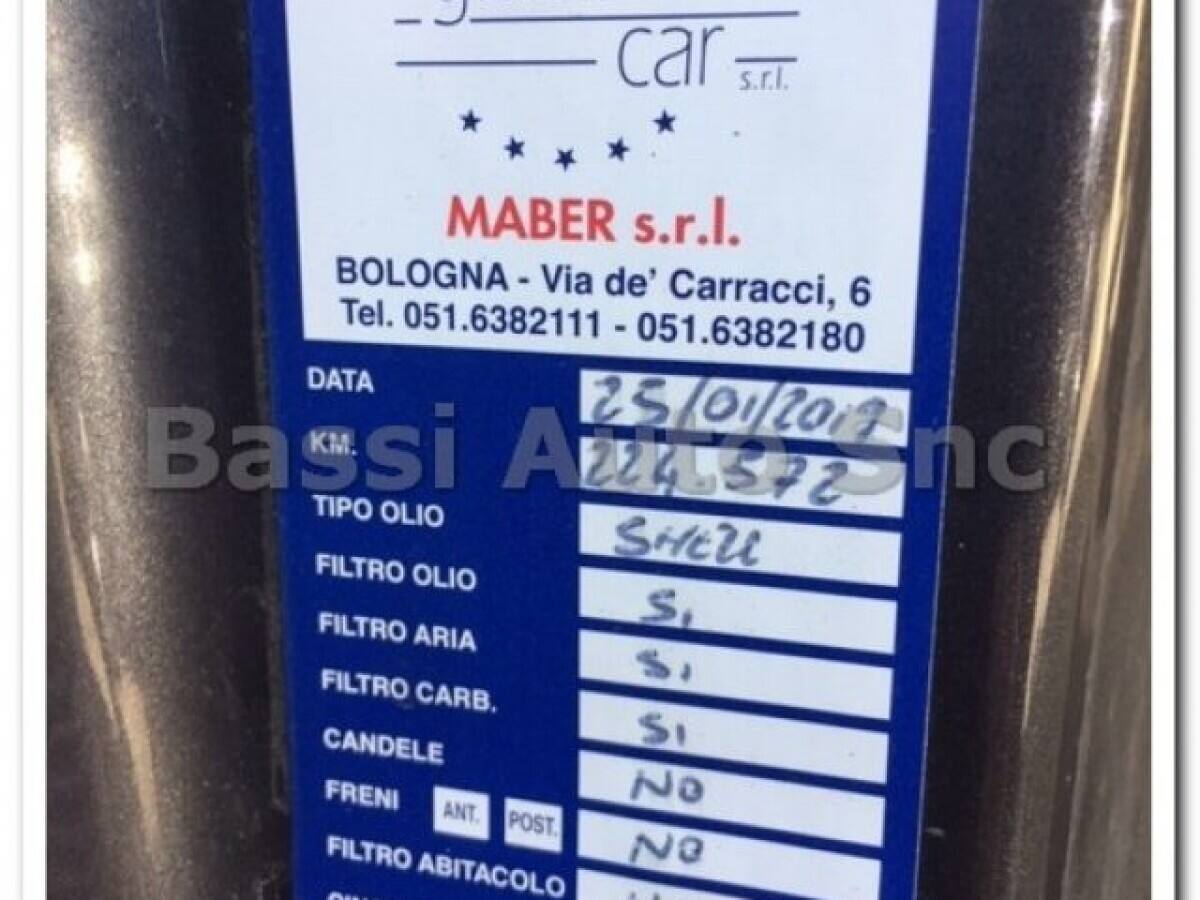 car s.r.l.
MABER s.r.l.
BOLOGNA - Via de' Carracci, 6
Tel. 051.6382111 - 051.6382180
DATA 25/01/2019
Bassi Auto Snc
KM. 224.572
TIPO OLIO SHELL
FILTRO OLIO SI
FILTRO ARIA SI
FILTRO CARB. SI
CANDELE NO
FRENI ANT. POST. NO
FILTRO ABITACOLO